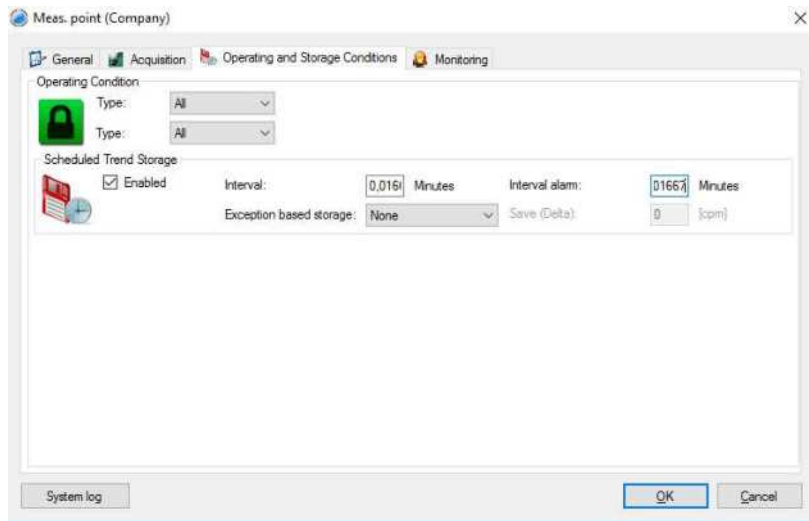 Meas. point (Company)
General Acquisition Operating and Storage Conditions Monitoring
Operating Condition
Type: All
Type: All
Scheduled Trend Storage
Enabled Interval: 0,016 Minutes Interval alarm: 01667 Minutes
Exception based storage: None Save (Delta): 0 [cpm]
System log OK Cancel